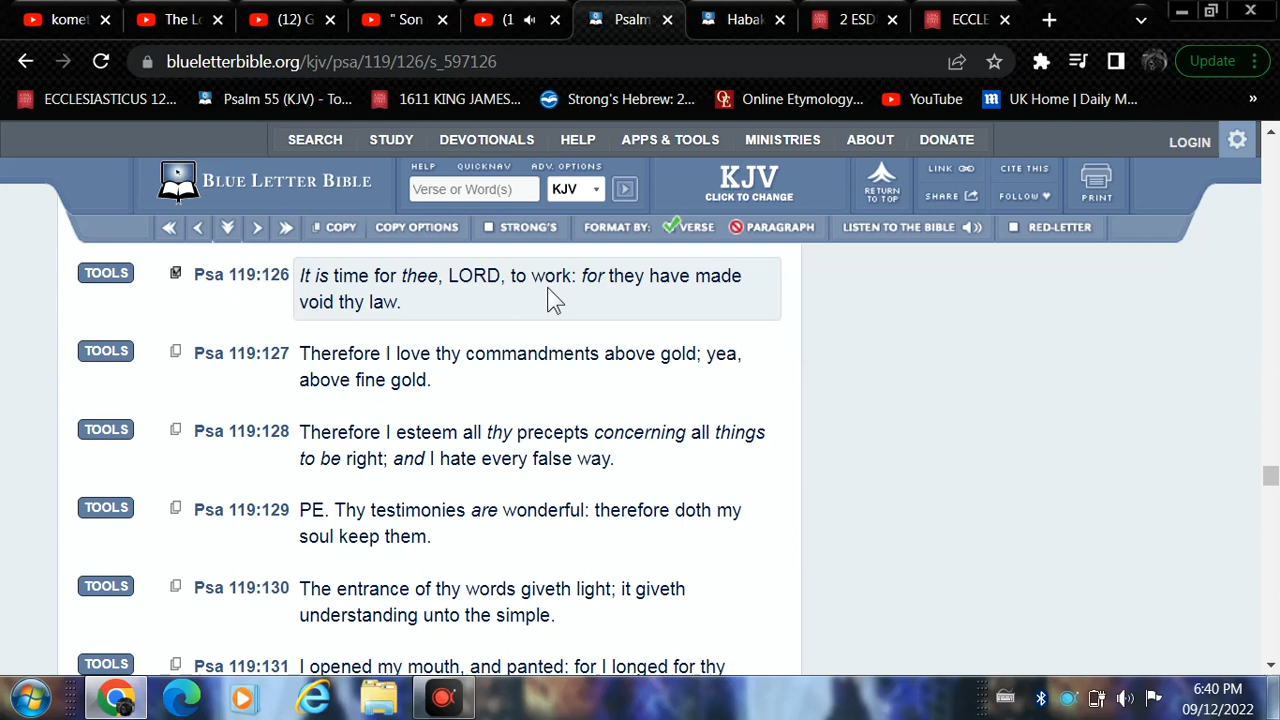 komet
The Lo
(12) G
" Son
(1
Psalm
Habak
2 ESD
ECCLE
blueletterbible.org/kjv/psa/119/126/s_597126
Update
ECCLESIASTICUS 12...
Psalm 55 (KJV) - To...
1611 KING JAMES...
Strong's Hebrew: 2...
Online Etymology...
YouTube
UK Home | Daily M...
»
SEARCH STUDY DEVOTIONALS HELP APPS & TOOLS MINISTRIES ABOUT DONATE
LOGIN
BLUE LETTER BIBLE
HELP QUICKNAV ADV. OPTIONS
Verse or Word(s) KJV
KJV
CLICK TO CHANGE
RETURN
TO TOP
LINK CITE THIS
SHARE FOLLOW
PRINT
COPY COPY OPTIONS STRONG'S FORMAT BY: VERSE PARAGRAPH LISTEN TO THE BIBLE RED-LETTER
TOOLS Psa 119:126 It is time for thee, LORD, to work: for they have made
void thy law.
TOOLS Psa 119:127 Therefore I love thy commandments above gold; yea,
above fine gold.
TOOLS Psa 119:128 Therefore I esteem all thy precepts concerning all things
to be right; and I hate every false way.
TOOLS Psa 119:129 PE. Thy testimonies are wonderful: therefore doth my
soul keep them.
TOOLS Psa 119:130 The entrance of thy words giveth light; it giveth
understanding unto the simple.
TOOLS Psa 119:131 I opened my mouth, and panted: for I longed for thy
6:40 PM
09/12/2022